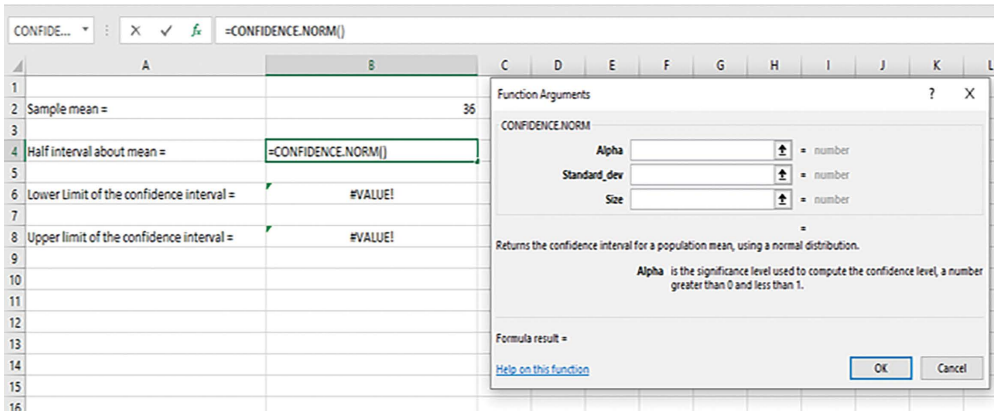 CONFIDE... fx =CONFIDENCE.NORM()
A B C D E F G H I J K L
1
2 Sample mean = 36
3
4 Half interval about mean = =CONFIDENCE.NORM()
5
6 Lower Limit of the confidence interval = #VALUE!
7
8 Upper limit of the confidence interval = #VALUE!
9
10
11
12
13
14
15
16
Function Arguments ? X
CONFIDENCE.NORM
Alpha = number
Standard_dev = number
Size = number
=
Returns the confidence interval for a population mean, using a normal distribution.
Alpha is the significance level used to compute the confidence level, a number
greater than 0 and less than 1.
Formula result =
Help on this function OK Cancel